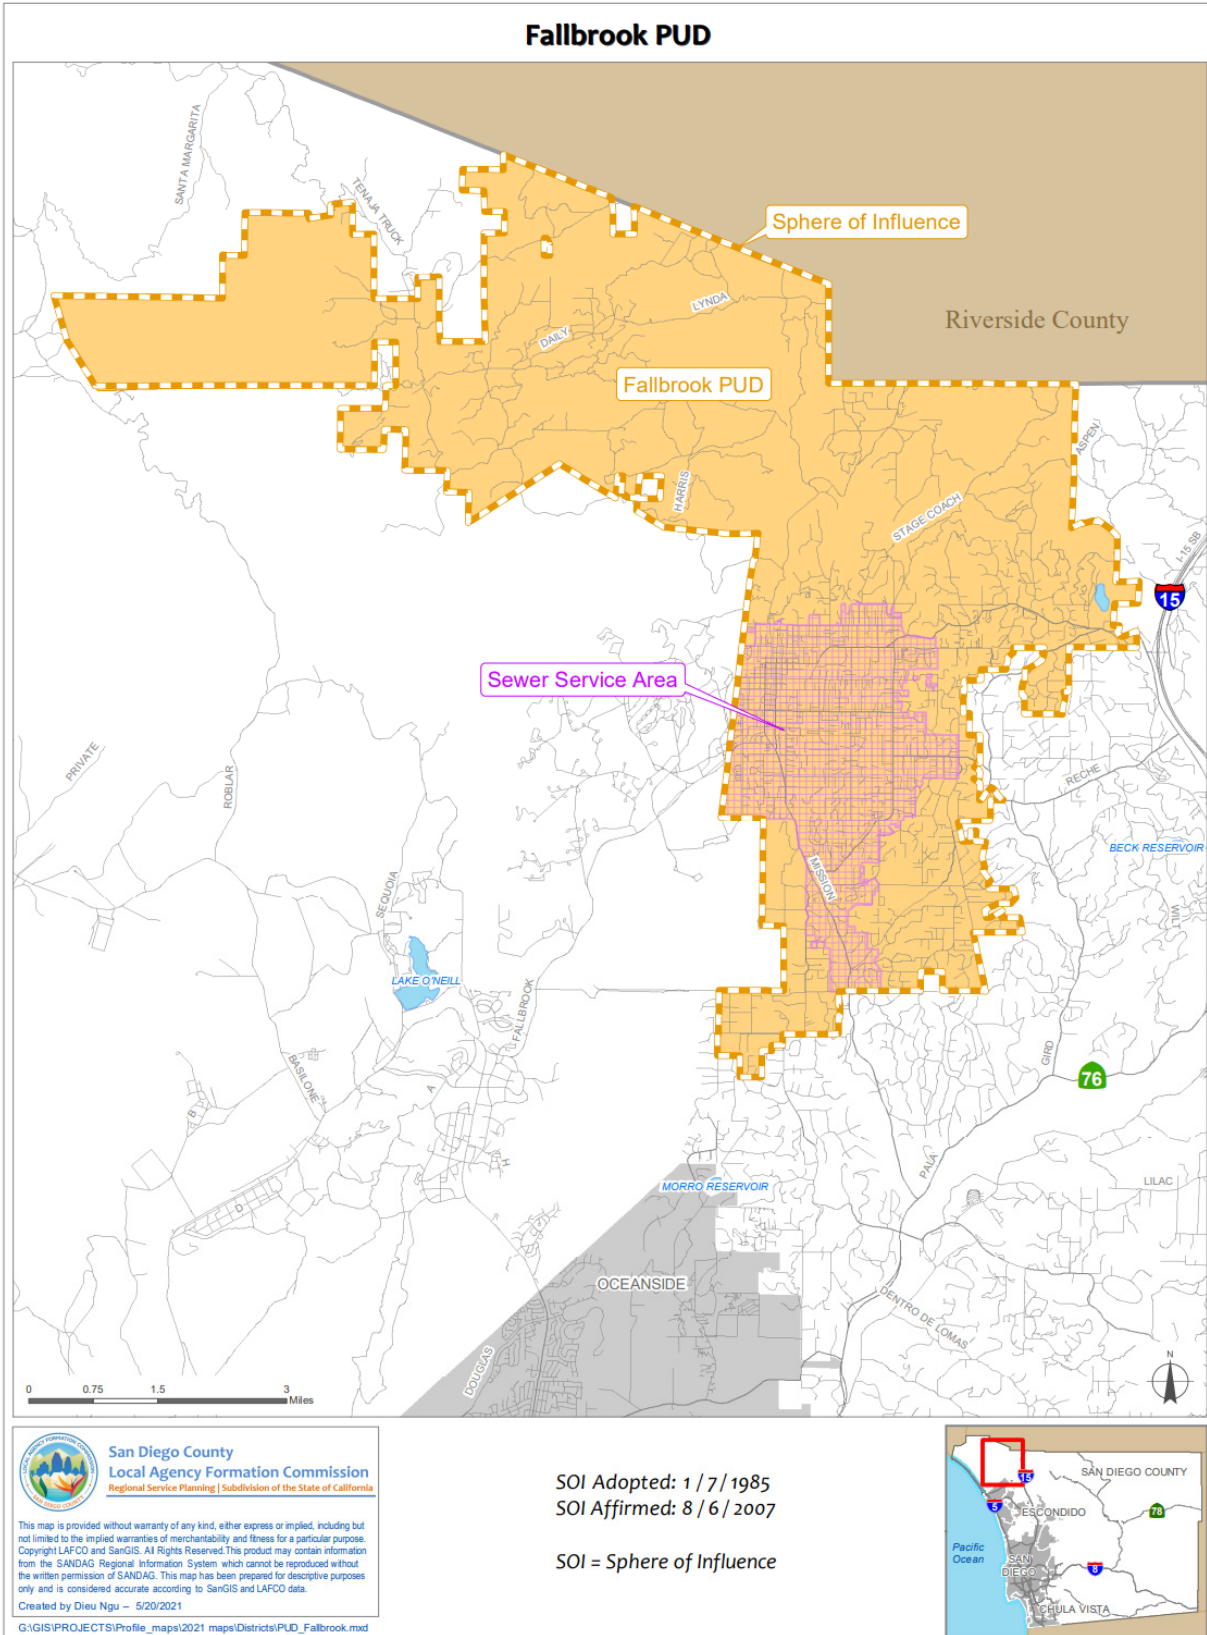 Fallbrook PUD
SANTA MARGARITA
TENAJA TRUCK
Sphere of Influence
LYNDA
Riverside County
DAILY
Fallbrook PUD
ASPEN
HARRIS
STAGE COACH
I-15 SB
15
Sewer Service Area
PRIVATE
ROBLAR
RECHE
BECK RESERVOIR
MISSION
SEQUOIA
WILT
LAKE O'NEILL
FALLBROOK
GIRD
BASILONE
A
76
B
H
PALA
MORRO RESERVOIR
LILAC
D
OCEANSIDE
DENTRO DE LOMAS
DOUGLAS
N
0 0.75 1.5 3
Miles
LOCAL AGENCY FORMATION COMMISSION
SAN DIEGO COUNTY
San Diego County
Local Agency Formation Commission
Regional Service Planning | Subdivision of the State of California
This map is provided without warranty of any kind, either express or implied, including but
not limited to the implied warranties of merchantability and fitness for a particular purpose.
Copyright LAFCO and SanGIS. All Rights Reserved.This product may contain information
from the SANDAG Regional Information System which cannot be reproduced without
the written permission of SANDAG. This map has been prepared for descriptive purposes
only and is considered accurate according to SanGIS and LAFCO data.
Created by Dieu Ngu – 5/20/2021
G:\GIS\PROJECTS\Profile_maps\2021 maps\Districts\PUD_Fallbrook.mxd
SOI Adopted: 1 / 7 / 1985
SOI Affirmed: 8 / 6 / 2007
SOI = Sphere of Influence
15
SAN DIEGO COUNTY
5
ESCONDIDO
78
Pacific
Ocean
SAN
DIEGO
8
CHULA VISTA